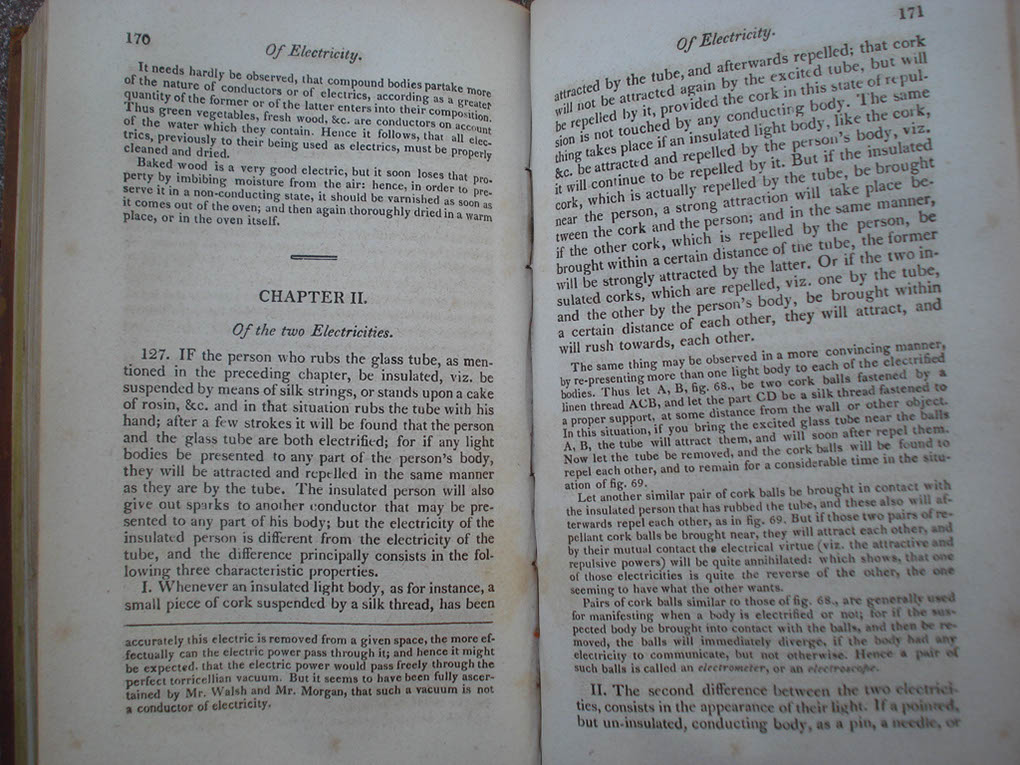 170
Of Electricity.
It needs hardly be observed, that compound bodies partake more
of the nature of conductors or of electrics, according as a greater
quantity of the former or of the latter enters into their composition.
Thus green vegetables, fresh wood, &c. are conductors on account
of the water which they contain. Hence it follows, that all elec-
trics, previously to their being used as electrics, must be properly
cleaned and dried.
Baked wood is a very good electric, but it soon loses that pro-
perty by imbibing moisture from the air: hence, in order to pre-
serve it in a non-conducting state, it should be varnished as soon as
it comes out of the oven; and then again thoroughly dried in a warm
place, or in the oven itself.
CHAPTER II.
Of the two Electricities.
127. IF the person who rubs the glass tube, as men-
tioned in the preceding chapter, be insulated, viz. be
suspended by means of silk strings, or stands upon a cake
of rosin, &c. and in that situation rubs the tube with his
hand; after a few strokes it will be found that the person
and the glass tube are both electrified; for if any light
bodies be presented to any part of the person's body,
they will be attracted and repelled in the same manner
as they are by the tube. The insulated person will also
give out sparks to another conductor that may be pre-
sented to any part of his body; but the electricity of the
insulated person is different from the electricity of the
tube, and the difference principally consists in the fol-
lowing three characteristic properties.
I. Whenever an insulated light body, as for instance, a
small piece of cork suspended by a silk thread, has been
accurately this electric is removed from a given space, the more ef-
fectually can the electric power pass through it; and hence it might
be expected, that the electric power would pass freely through the
perfect torricellian vacuum. But it seems to have been fully ascer-
tained by Mr. Walsh and Mr. Morgan, that such a vacuum is not
a conductor of electricity.
171
Of Electricity.
attracted by the tube, and afterwards repelled; that cork
will not be attracted again by the excited tube, but will
be repelled by it, provided the cork in this state of repul-
sion is not touched by any conducting body. The same
thing takes place if an insulated light body, like the cork,
&c. be attracted and repelled by the person's body, viz.
it will continue to be repelled by it. But if the insulated
cork, which is actually repelled by the tube, be brought
near the person, a strong attraction will take place be-
tween the cork and the person; and in the same manner,
if the other cork, which is repelled by the person, be
brought within a certain distance of the tube, the former
will be strongly attracted by the latter. Or if the two in-
sulated corks, which are repelled, viz. one by the tube,
and the other by the person's body, be brought within
a certain distance of each other, they will attract, and
will rush towards, each other.
The same thing may be observed in a more convincing manner,
by re-presenting more than one light body to each of the electrified
bodies. Thus let A, B, fig. 68., be two cork balls fastened by a
linen thread ACB, and let the part CD be a silk thread fastened to
a proper support, at some distance from the wall or other object.
In this situation, if you bring the excited glass tube near the balls
A, B, the tube will attract them, and will soon after repel them.
Now let the tube be removed, and the cork balls will be found to
repel each other, and to remain for a considerable time in the situ-
ation of fig. 69.
Let another similar pair of cork balls be brought in contact with
the insulated person that has rubbed the tube, and these also will af-
terwards repel each other, as in fig. 69. But if those two pairs of re-
pellant cork balls be brought near, they will attract each other, and
by their mutual contact the electrical virtue (viz. the attractive and
repulsive powers) will be quite annihilated: which shows, that one
of those electricities is quite the reverse of the other, the one
seeming to have what the other wants.
Pairs of cork balls similar to those of fig. 68., are generally used
for manifesting when a body is electrified or not; for if the sus-
pected body be brought into contact with the balls, and then be re-
moved, the balls will immediately diverge, if the body had any
electricity to communicate, but not otherwise. Hence a pair of
such balls is called an electrometer, or an electroscope.
II. The second difference between the two electrici-
ties, consists in the appearance of their light. If a pointed,
but un-insulated, conducting body, as a pin, a needle, or